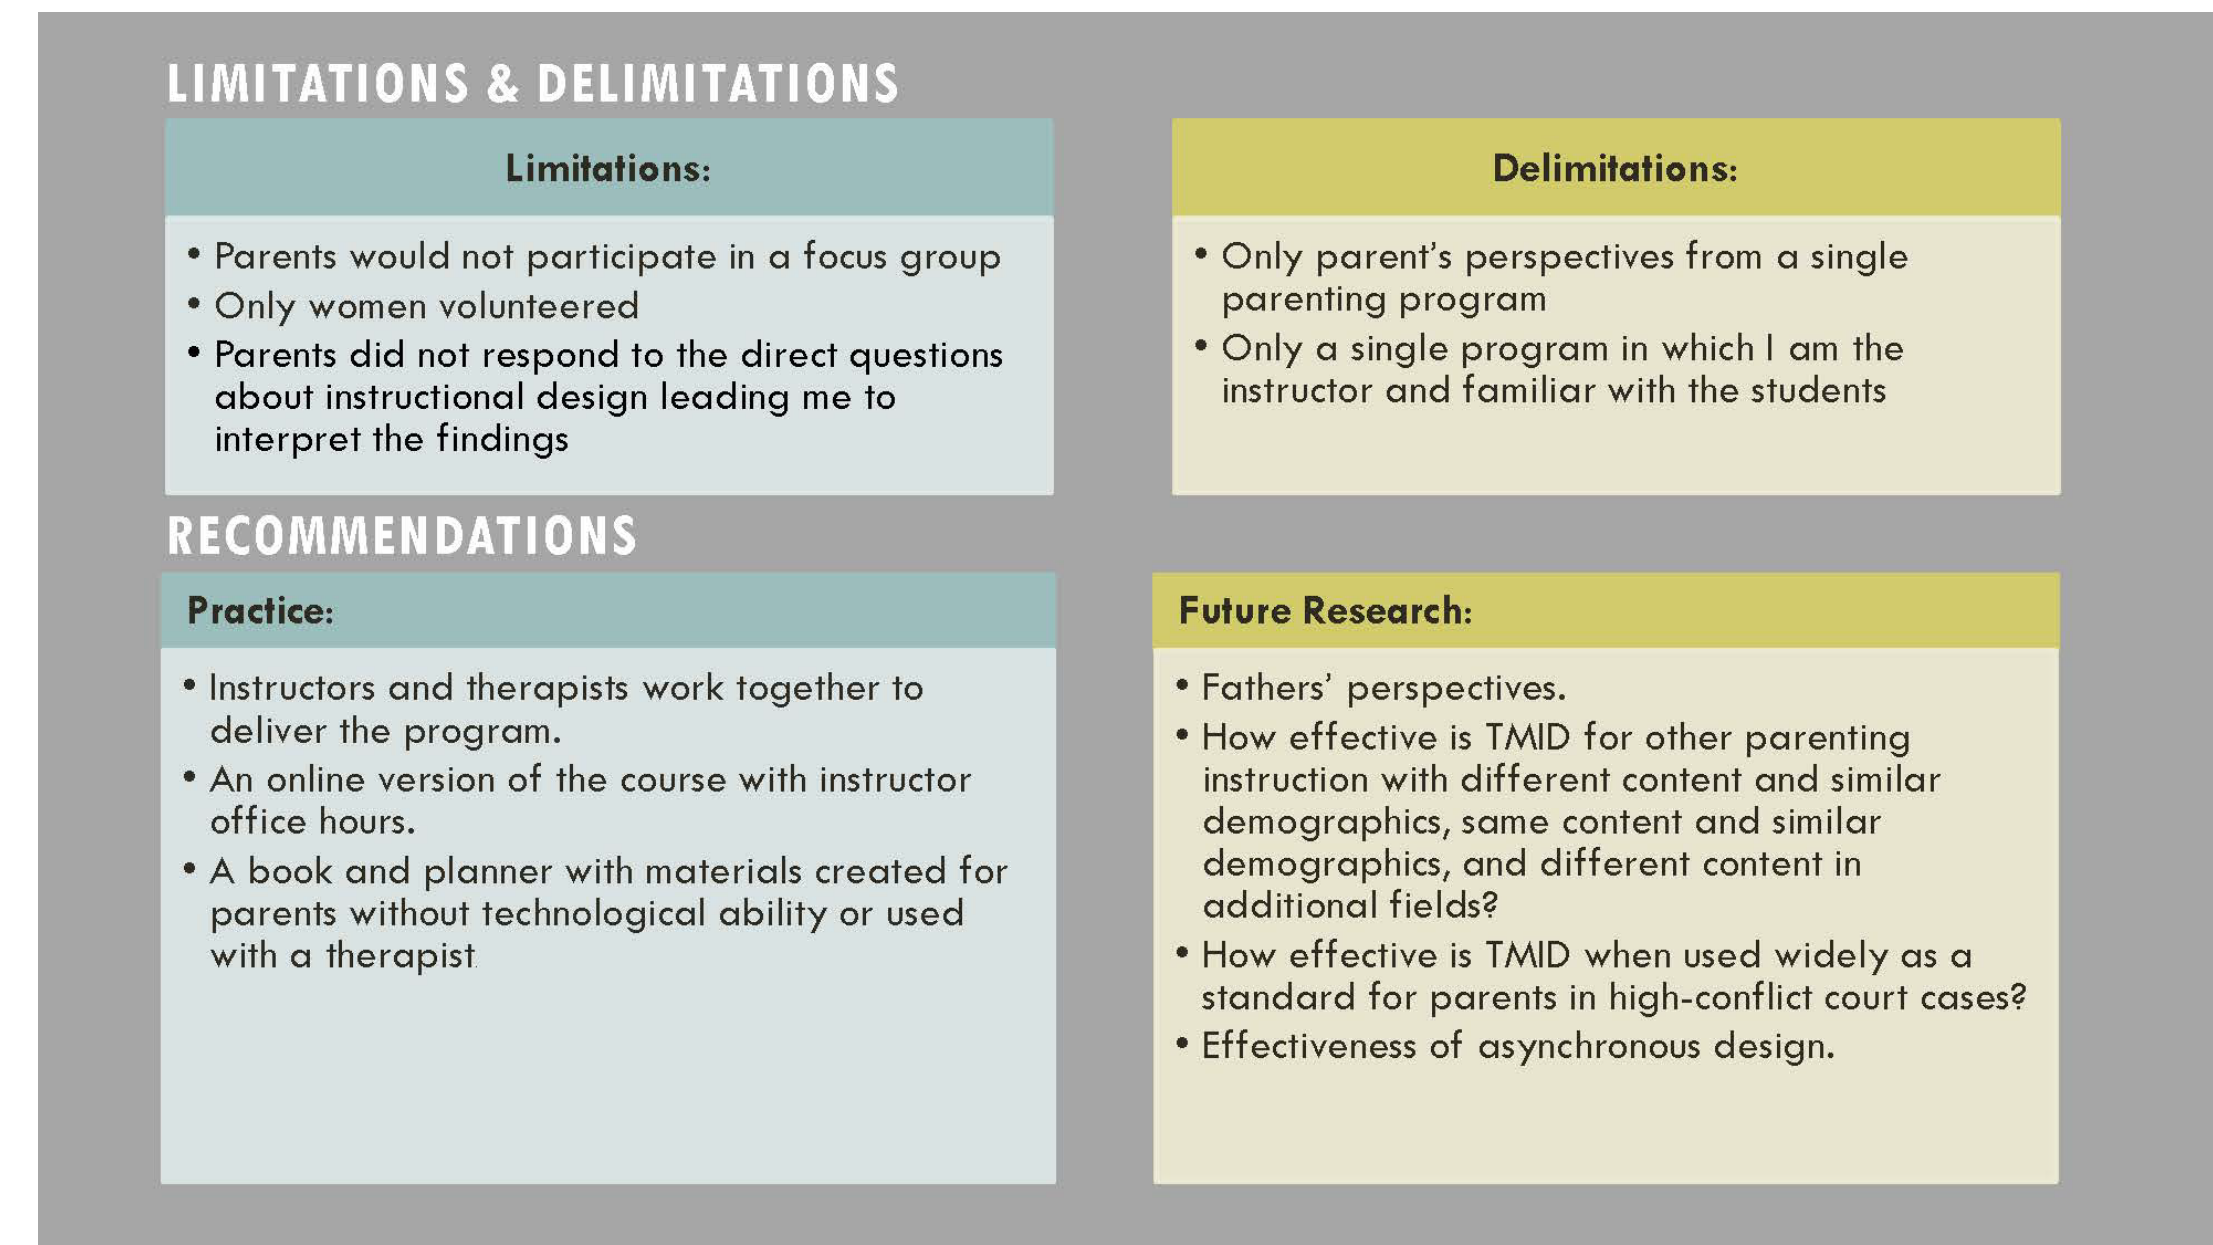 LIMITATIONS & DELIMITATIONS
Limitations:
• Parents would not participate in a focus group
• Only women volunteered
• Parents did not respond to the direct questions
about instructional design leading me to
interpret the findings
Delimitations:
• Only parent's perspectives from a single
parenting program
• Only a single program in which I am the
instructor and familiar with the students
RECOMMENDATIONS
Practice:
• Instructors and therapists work together to
deliver the program.
• An online version of the course with instructor
office hours.
• A book and planner with materials created for
parents without technological ability or used
with a therapist.
Future Research:
• Fathers' perspectives.
• How effective is TMID for other parenting
instruction with different content and similar
demographics, same content and similar
demographics, and different content in
additional fields?
• How effective is TMID when used widely as a
standard for parents in high-conflict court cases?
• Effectiveness of asynchronous design.